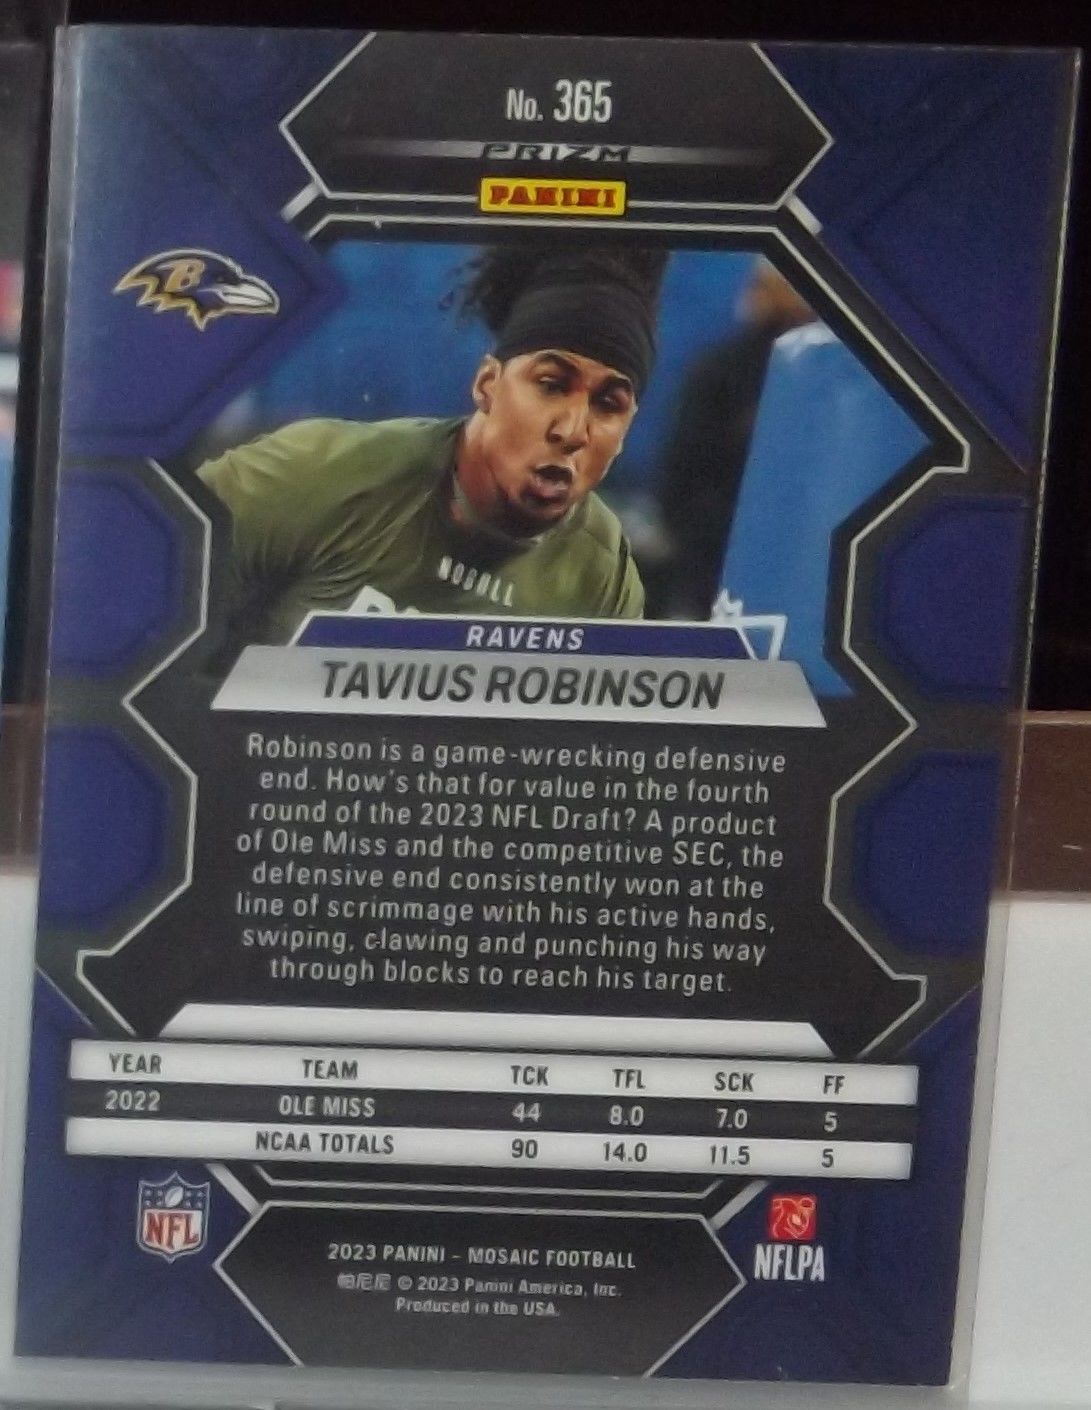 No. 365
PRIZM
PANINI
B
NOBULL
RAVENS
TAVIUS ROBINSON
Robinson is a game-wrecking defensive
end. How's that for value in the fourth
round of the 2023 NFL Draft? A product
of Ole Miss and the competitive SEC, the
defensive end consistently won at the
line of scrimmage with his active hands,
swiping, clawing and punching his way
through blocks to reach his target.
YEAR TEAM TCK TFL SCK FF
2022 OLE MISS 44 8.0 7.0 5
NCAA TOTALS 90 14.0 11.5 5
NFL
NFLPA
2023 PANINI - MOSAIC FOOTBALL
帕尼尼 © 2023 Panini America, Inc.
Produced in the USA.